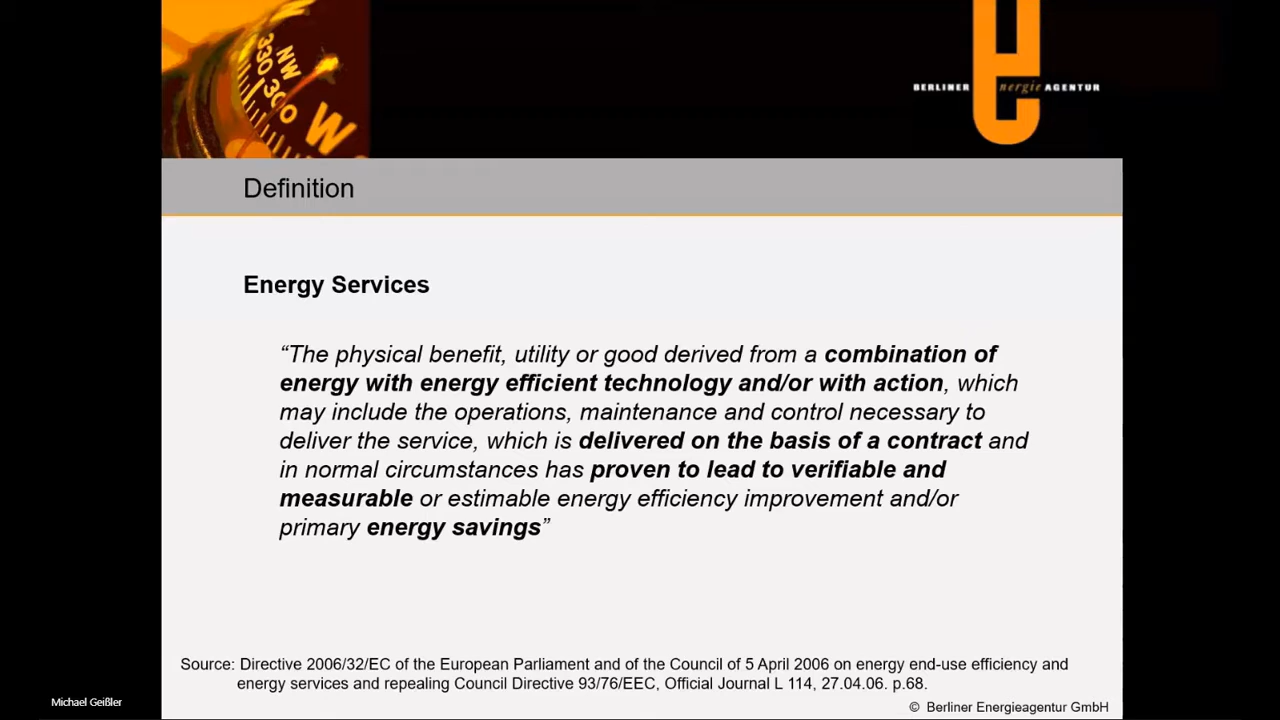 330 300 NW W
BERLINER energie AGENTUR
Definition
Energy Services
“The physical benefit, utility or good derived from a combination of
energy with energy efficient technology and/or with action, which
may include the operations, maintenance and control necessary to
deliver the service, which is delivered on the basis of a contract and
in normal circumstances has proven to lead to verifiable and
measurable or estimable energy efficiency improvement and/or
primary energy savings”
Source: Directive 2006/32/EC of the European Parliament and of the Council of 5 April 2006 on energy end-use efficiency and
energy services and repealing Council Directive 93/76/EEC, Official Journal L 114, 27.04.06. p.68.
Michael Geißler
© Berliner Energieagentur GmbH